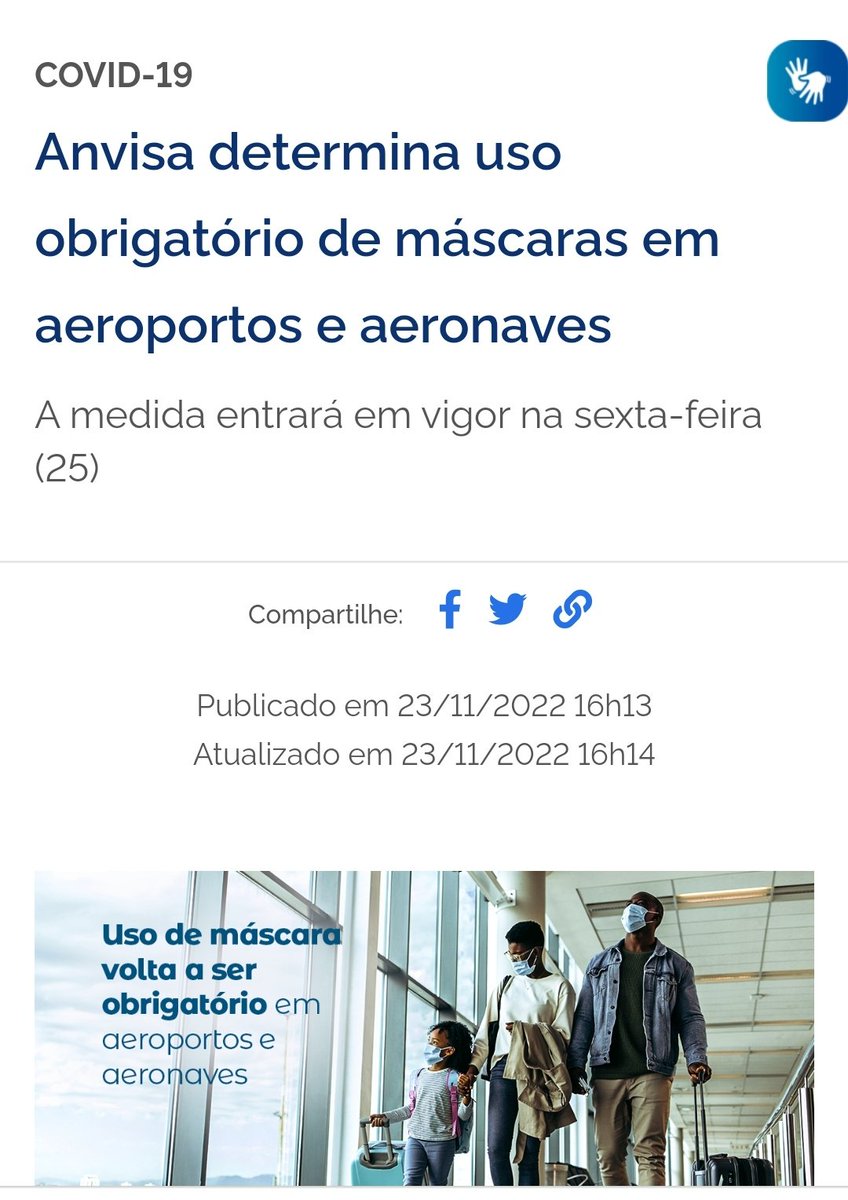 COVID-19
Anvisa determina uso
obrigatório de máscaras em
aeroportos e aeronaves
A medida entrará em vigor na sexta-feira
(25)
Compartilhe:
Publicado em 23/11/2022 16h13
Atualizado em 23/11/2022 16h14
Uso de máscara
volta a ser
obrigatório em
aeroportos e
aeronaves